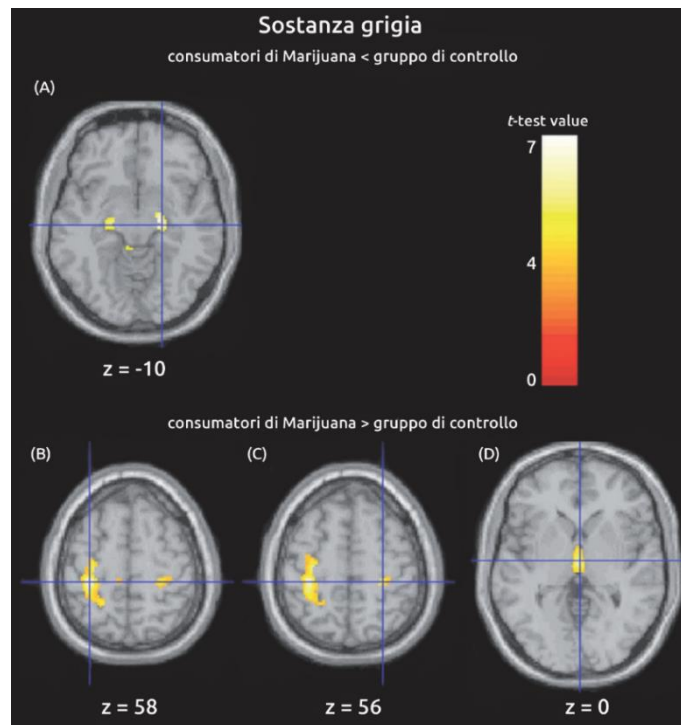 Sostanza grigia
consumatori di Marijuana < gruppo di controllo
(A)
t-test value
7
4
0
z = -10
consumatori di Marijuana > gruppo di controllo
(B)
(C)
(D)
z = 58
z = 56
z = 0